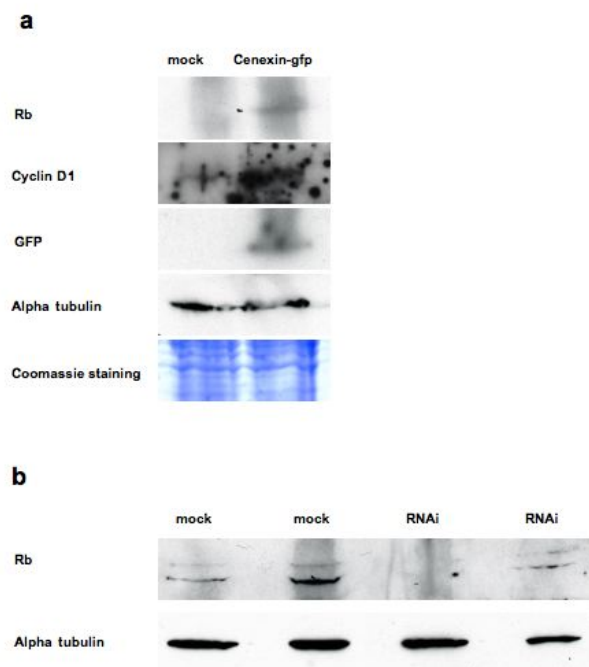 a
mock Cenexin-gfp
Rb
Cyclin D1
GFP
Alpha tubulin
Coomassie staining
b
mock mock RNAi RNAi
Rb
Alpha tubulin